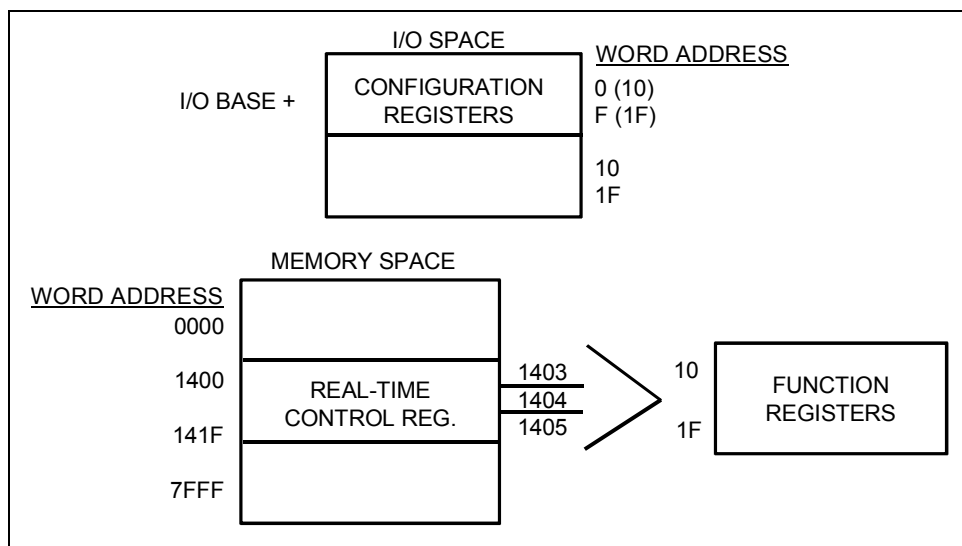 I/O SPACE
WORD ADDRESS
I/O BASE +
CONFIGURATION
REGISTERS
0 (10)
F (1F)
10
1F
MEMORY SPACE
WORD ADDRESS
0000
1400
141F
7FFF
REAL-TIME
CONTROL REG.
1403
1404
1405
10
1F
FUNCTION
REGISTERS